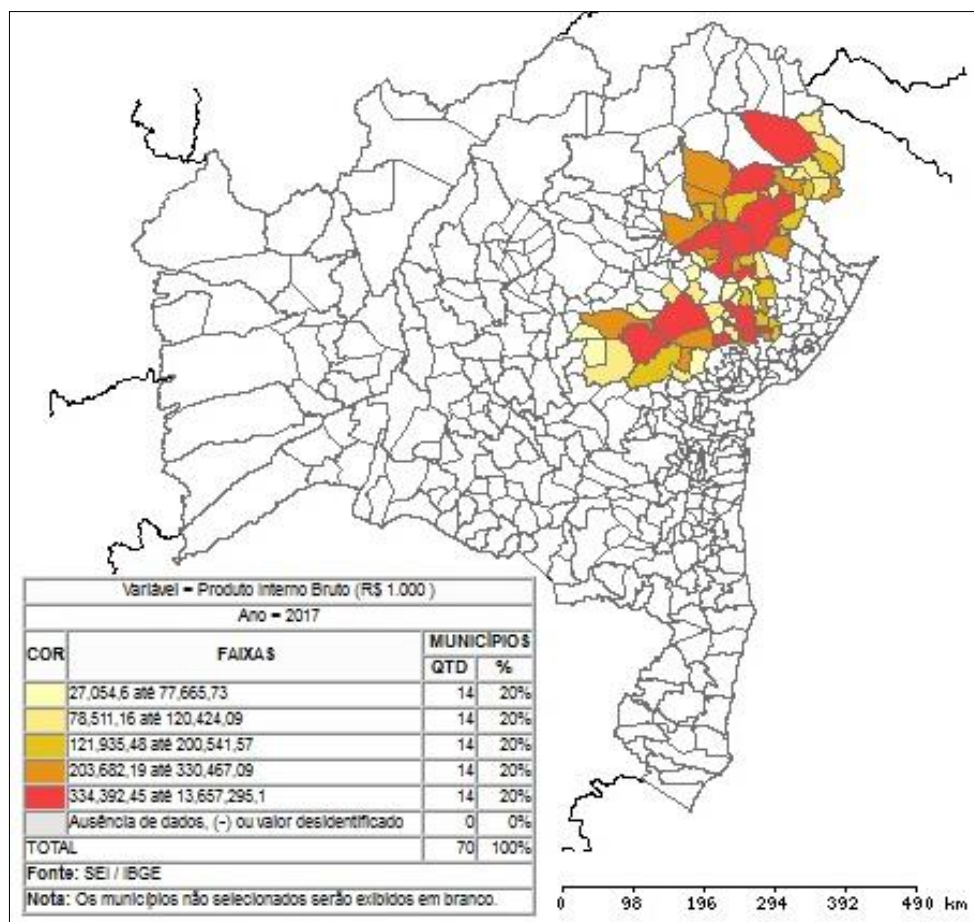 Variável = Produto Interno Bruto (R$ 1.000 )
Ano = 2017
COR FAIXAS MUNICÍPIOS
QTD %
27,054,6 até 77,665,73 14 20%
78,511,16 até 120,424,09 14 20%
121,935,48 até 200,541,57 14 20%
203,682,19 até 330,467,09 14 20%
334,392,45 até 13,657,295,1 14 20%
Ausência de dados, (-) ou valor desidentificado 0 0%
TOTAL 70 100%
Fonte: SEI / IBGE
Nota: Os municípios não selecionados serão exibidos em branco.
0 98 196 294 392 490 km